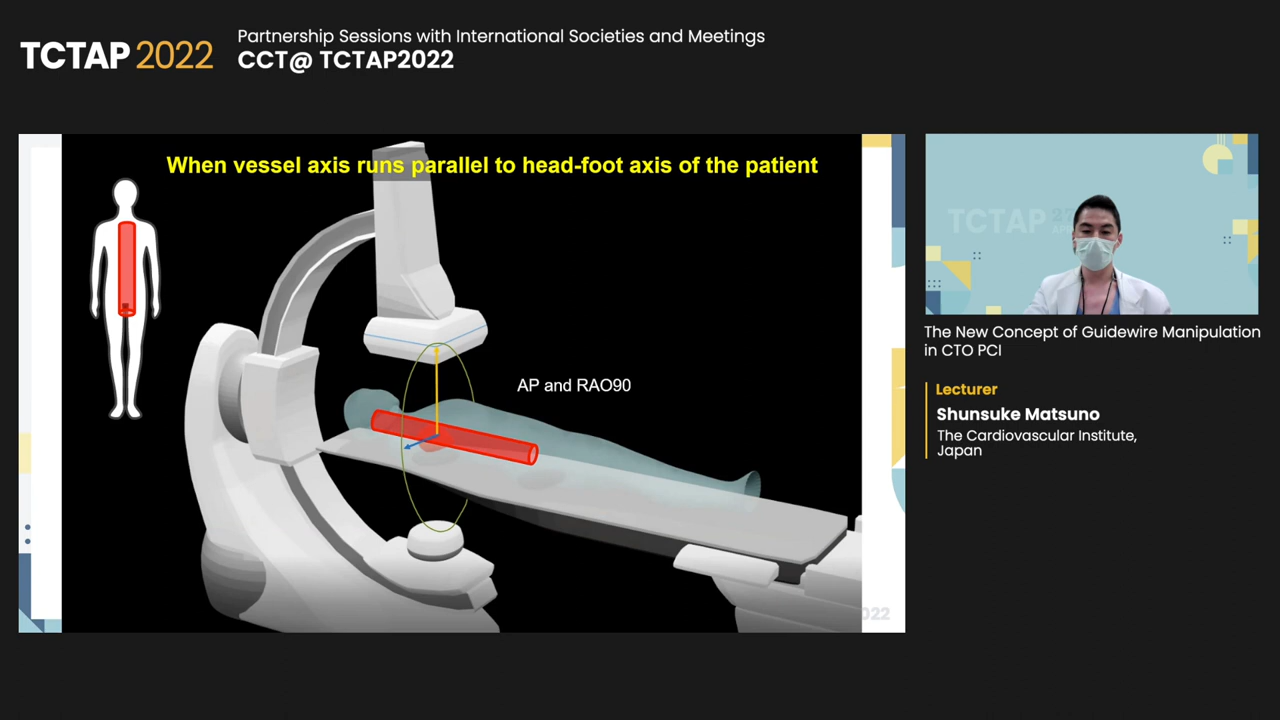 TCTAP 2022
Partnership Sessions with International Societies and Meetings
CCT@ TCTAP2022
When vessel axis runs parallel to head-foot axis of the patient
AP and RAO90
2022
TCTAP
The New Concept of Guidewire Manipulation
in CTO PCI
Lecturer
Shunsuke Matsuno
The Cardiovascular Institute,
Japan